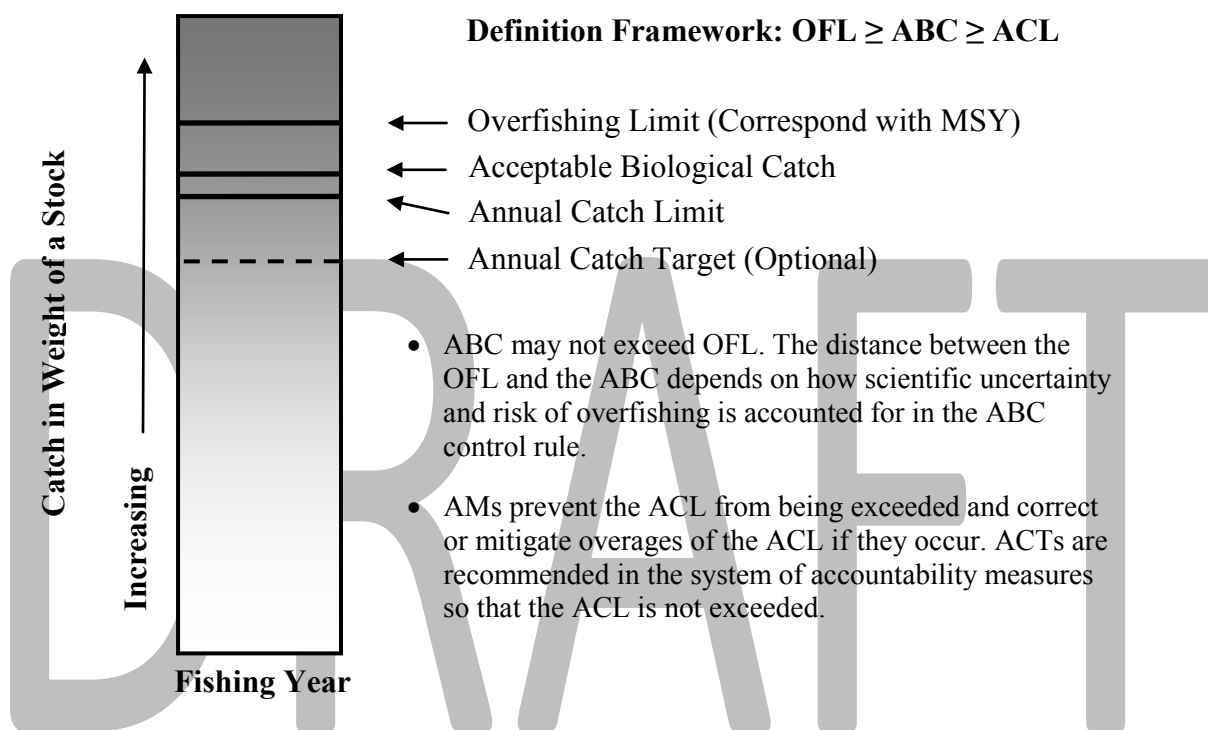 Definition Framework: OFL ≥ ABC ≥ ACL
Overfishing Limit (Correspond with MSY)
Acceptable Biological Catch
Annual Catch Limit
Annual Catch Target (Optional)
Catch in Weight of a Stock
Increasing
• ABC may not exceed OFL. The distance between the
OFL and the ABC depends on how scientific uncertainty
and risk of overfishing is accounted for in the ABC
control rule.
• AMs prevent the ACL from being exceeded and correct
or mitigate overages of the ACL if they occur. ACTs are
recommended in the system of accountability measures
so that the ACL is not exceeded.
Fishing Year
DRAFT